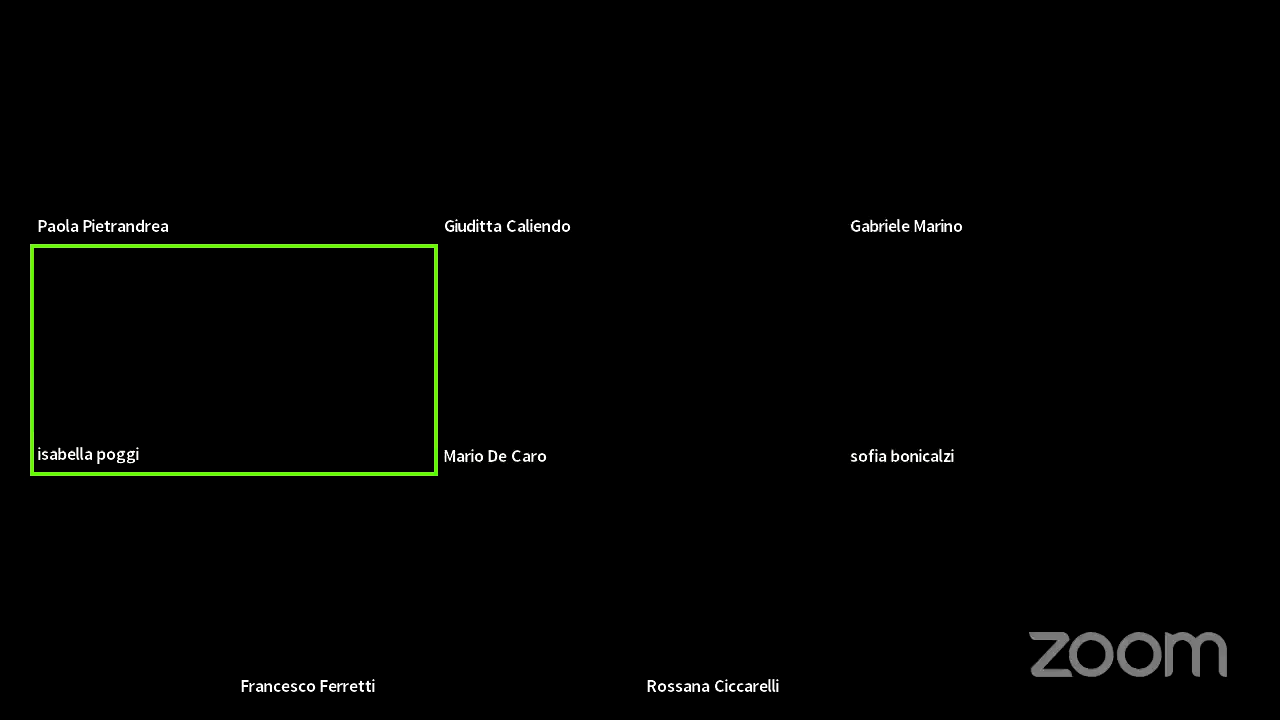 Paola Pietrandrea
Giuditta Caliendo
Gabriele Marino
isabella poggi
Mario De Caro
sofia bonicalzi
zoom
Francesco Ferretti
Rossana Ciccarelli